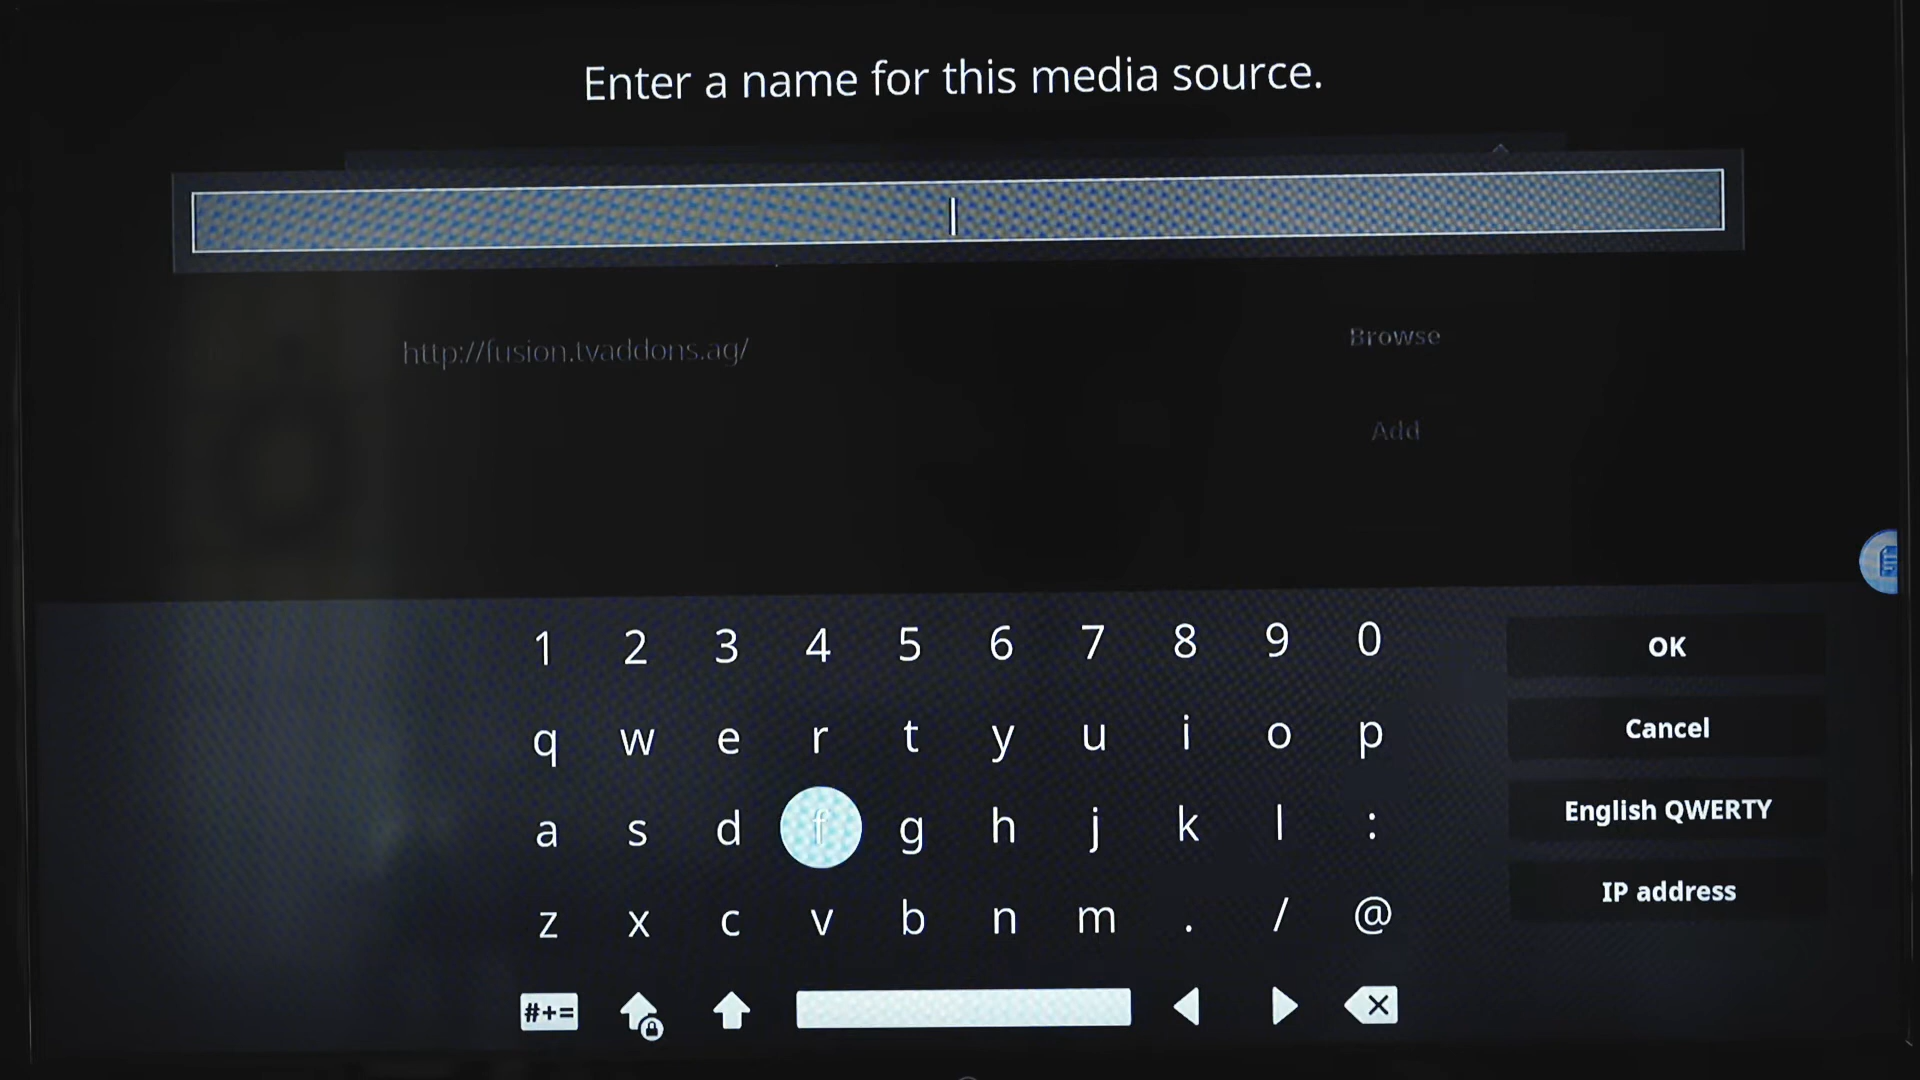 Enter a name for this media source.
http://fusion.tvaddons.ag/
Browse
Add
1 2 3 4 5 6 7 8 9 0
OK
q w e r t y u i o p
Cancel
a s d f g h j k l :
English QWERTY
z x c v b n m . / @
IP address
#+=